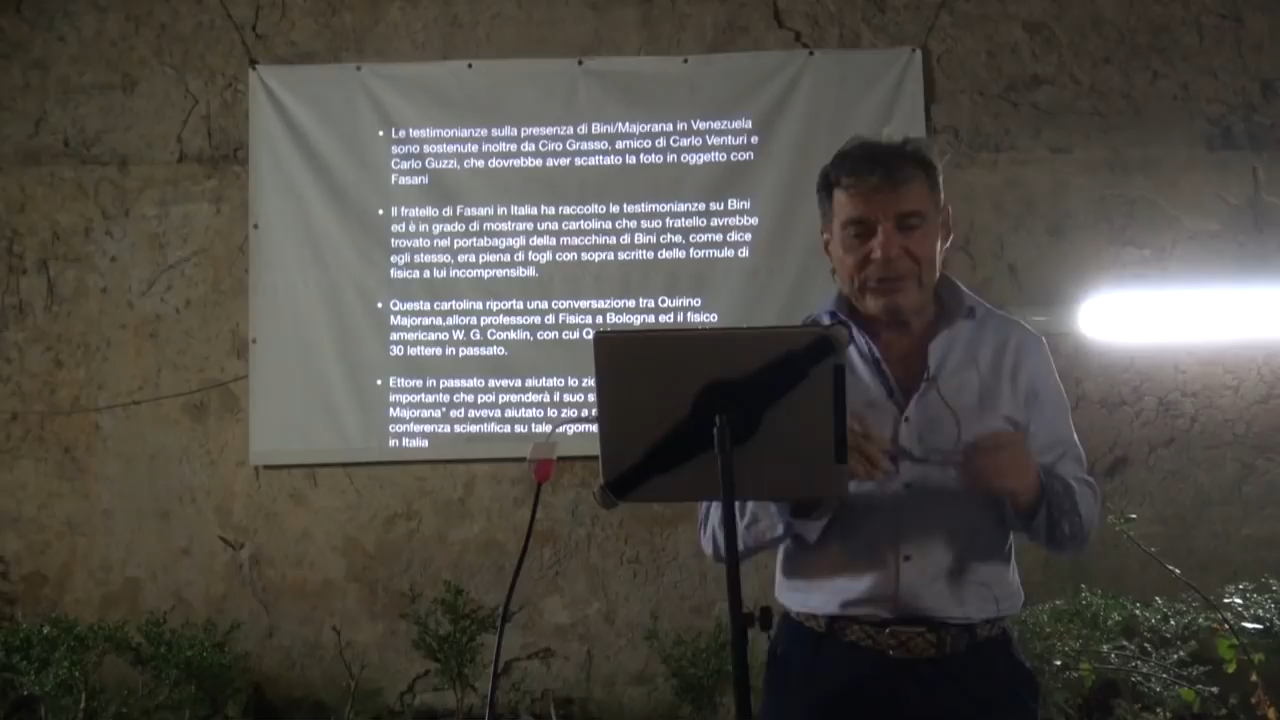 • Le testimonianze sulla presenza di Bini/Majorana in Venezuela
sono sostenute inoltre da Ciro Grasso, amico di Carlo Venturi e
Carlo Guzzi, che dovrebbe aver scattato la foto in oggetto con
Fasani
• Il fratello di Fasani in Italia ha raccolto le testimonianze su Bini
ed è in grado di mostrare una cartolina che suo fratello avrebbe
trovato nel portabagagli della macchina di Bini che, come dice
egli stesso, era piena di fogli con sopra scritte delle formule di
fisica a lui incomprensibili.
• Questa cartolina riporta una conversazione tra Quirino
Majorana,allora professore di Fisica a Bologna ed il fisico
americano W. G. Conklin, con cui
30 lettere in passato.
• Ettore in passato aveva aiutato lo
importante che poi prenderà il suo
Majorana" ed aveva aiutato lo zio a
conferenza scientifica su tale
in Italia